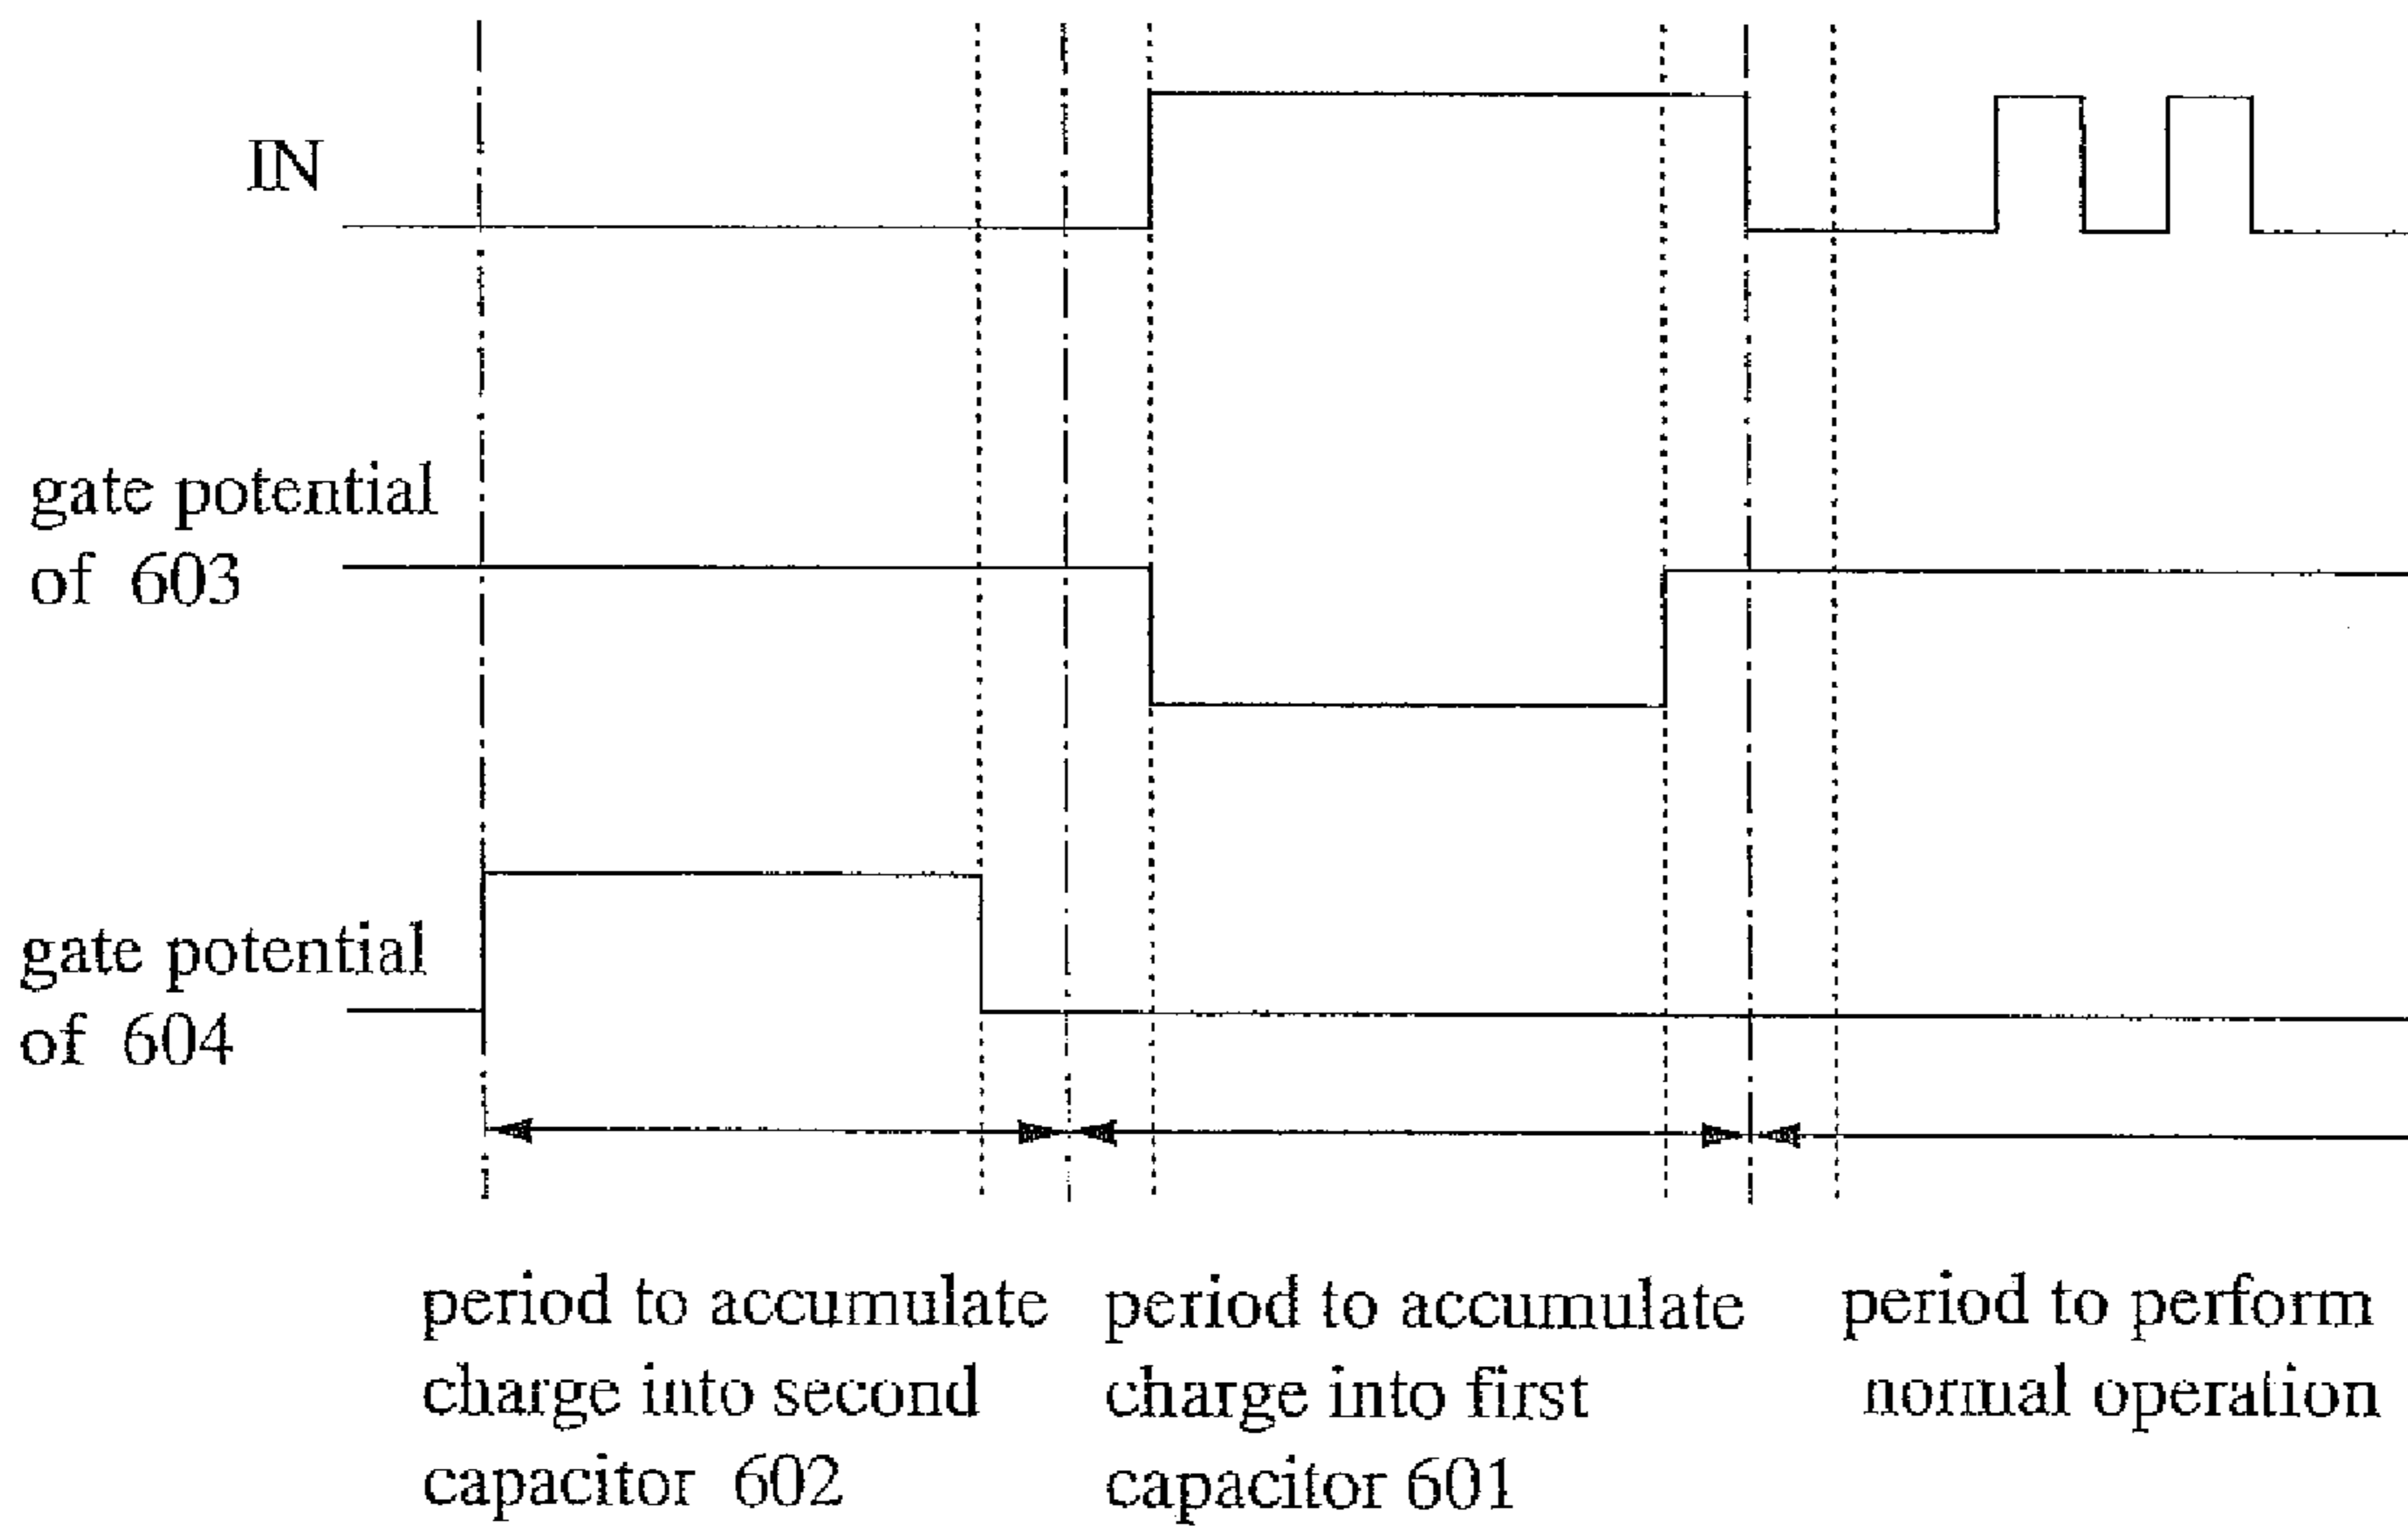 IN
gate potential
of 603
gate potential
of 604
period to accumulate
charge into second
capacitor 602
period to accumulate
charge into first
capacitor 601
period to perform
normal operation